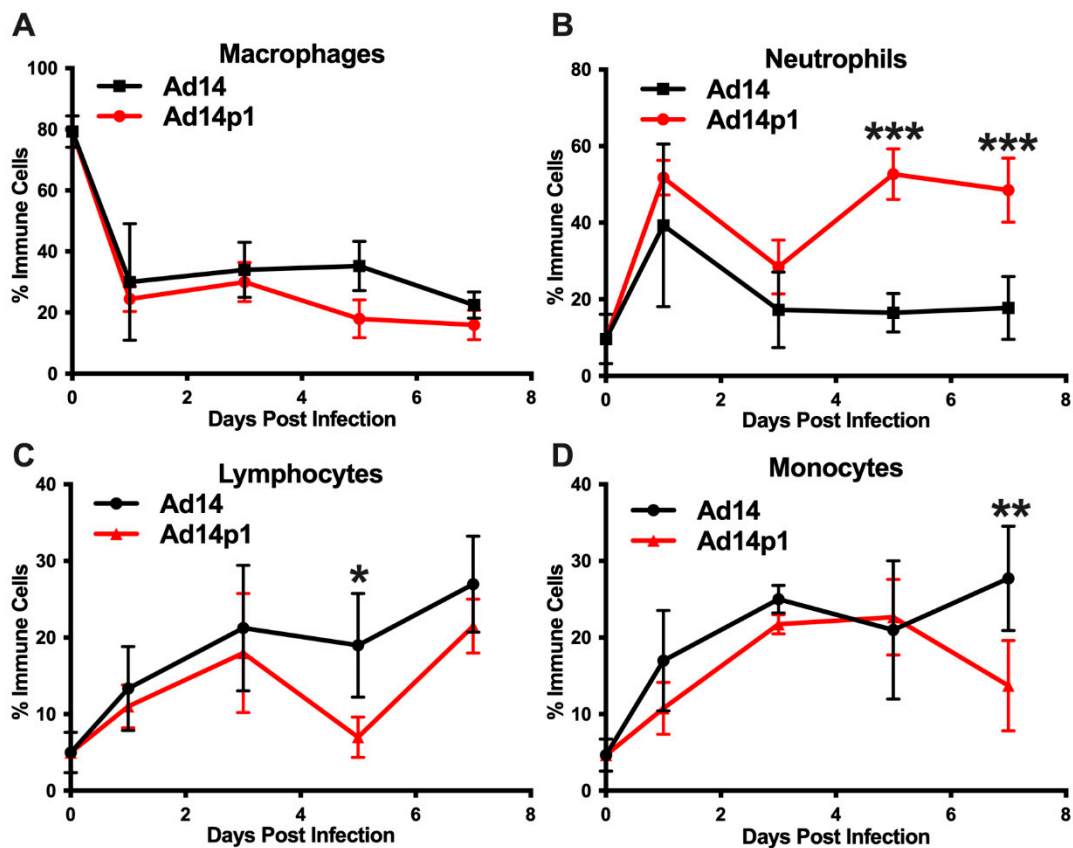 A
Macrophages
Ad14
Ad14p1
% Immune Cells
100
80
60
40
20
0
0 2 4 6 8
Days Post Infection
B
Neutrophils
Ad14
Ad14p1
*** ***
% Immune Cells
80
60
40
20
0
0 2 4 6 8
Days Post Infection
C
Lymphocytes
Ad14
Ad14p1
*
% Immune Cells
40
30
20
10
0
0 2 4 6 8
Days Post Infection
D
Monocytes
Ad14
Ad14p1
**
% Immune Cells
40
30
20
10
0
0 2 4 6 8
Days Post Infection